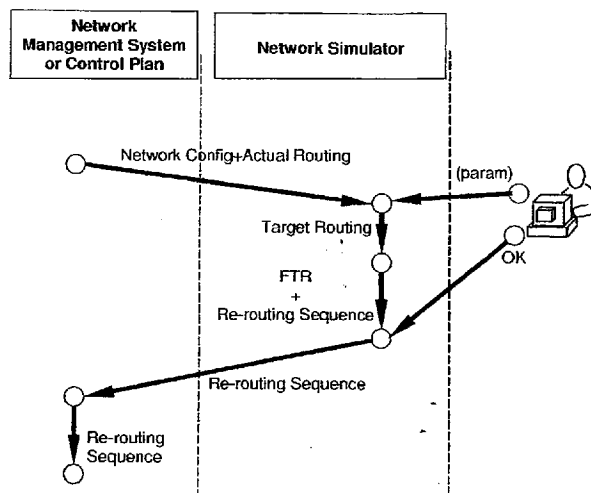 Network
Management System
or Control Plan
Network Simulator
Network Config+Actual Routing
(param)
Target Routing
OK
FTR
+
Re-routing Sequence
Re-routing Sequence
Re-routing
Sequence